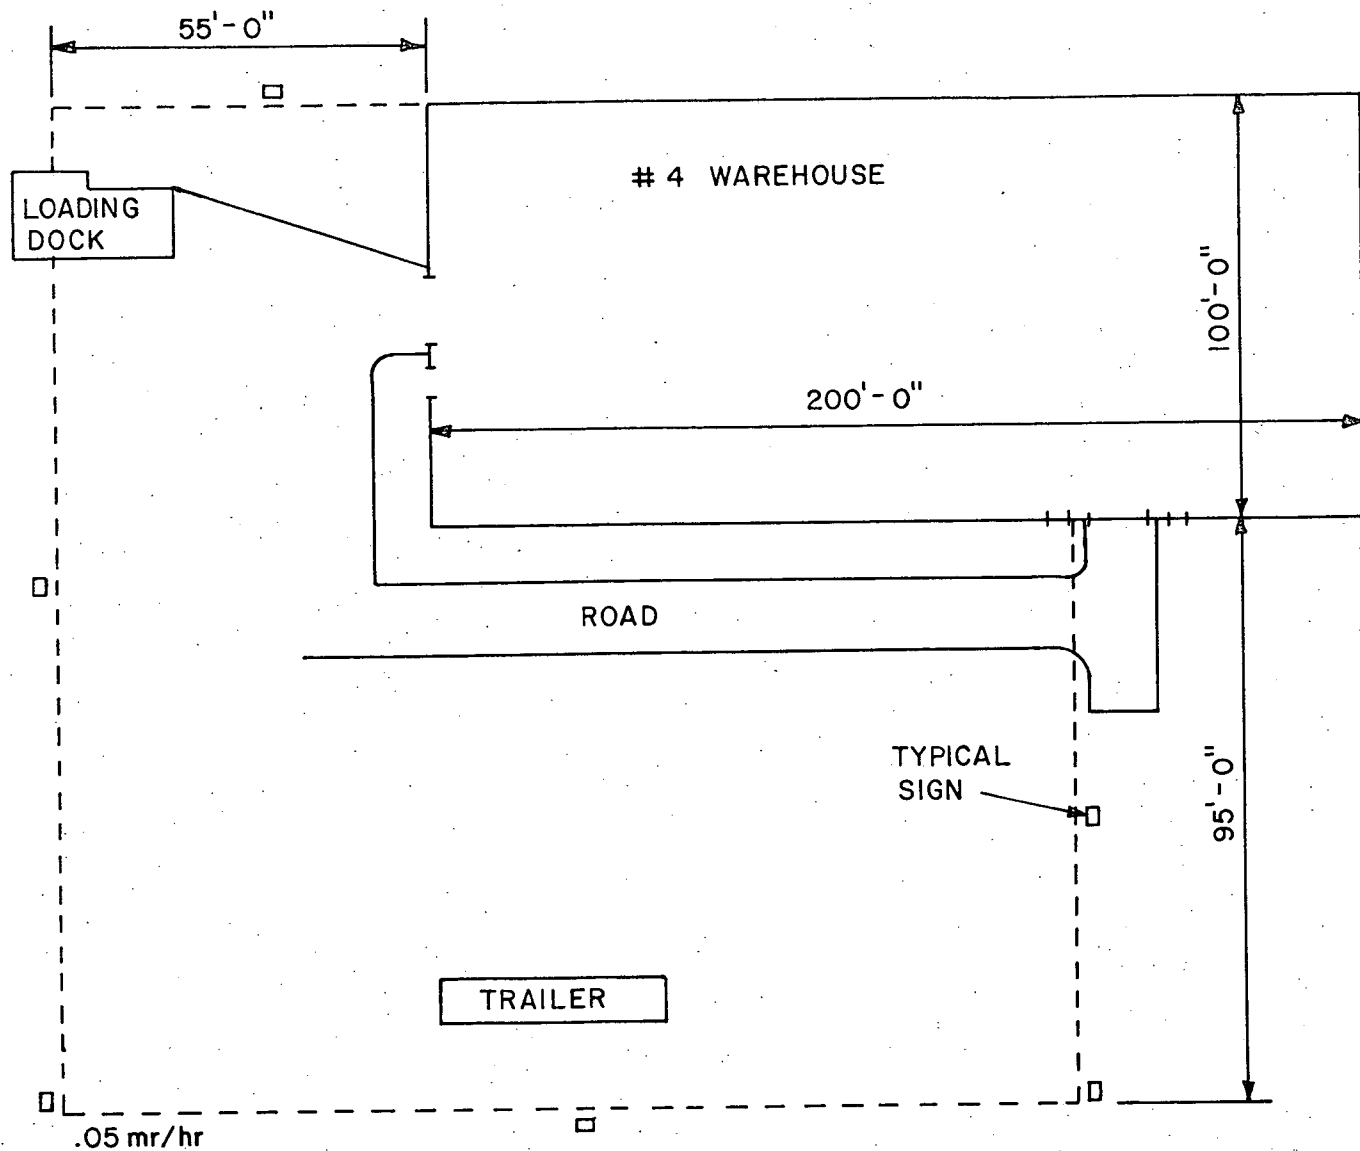 55'-0"
# 4 WAREHOUSE
LOADING
DOCK
100'-0"
200'-0"
ROAD
TYPICAL
SIGN
95'-0"
TRAILER
.05 mr/hr